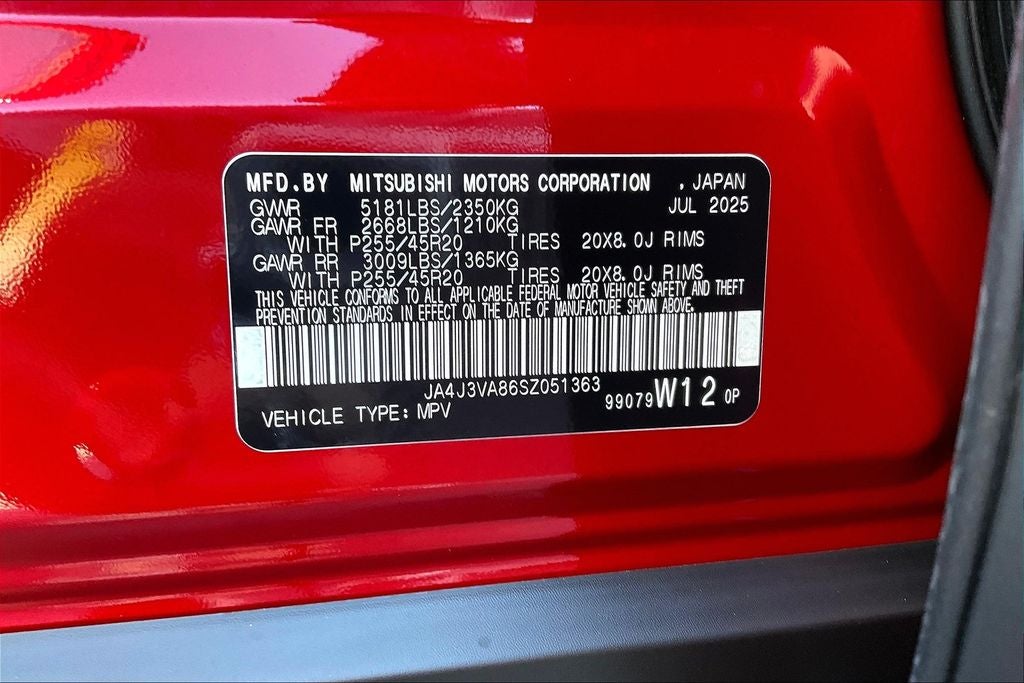 MFD.BY MITSUBISHI MOTORS CORPORATION , JAPAN
GVWR 5181LBS/2350KG JUL 2025
GAWR FR 2668LBS/1210KG
WITH P255/45R20 TIRES 20X8.0J RIMS
GAWR RR 3009LBS/1365KG
WITH P255/45R20 TIRES 20X8.0J RIMS
THIS VEHICLE CONFORMS TO ALL APPLICABLE FEDERAL MOTOR VEHICLE SAFETY AND THEFT
PREVENTION STANDARDS IN EFFECT ON THE DATE OF MANUFACTURE SHOWN ABOVE.
JA4J3VA86SZ051363
99079 W12 OP
VEHICLE TYPE: MPV